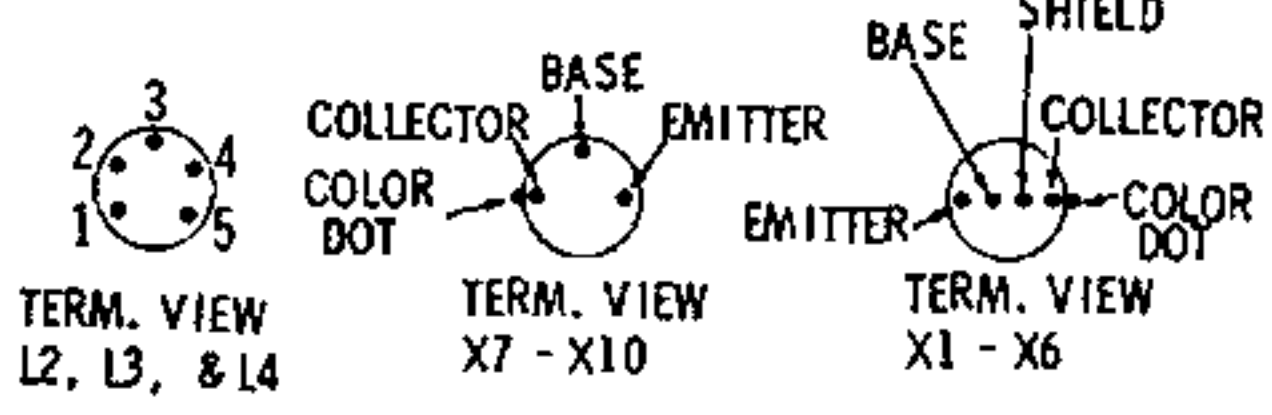 3
2
4
1
5
TERM. VIEW
L2, L3, & L4
BASE
COLLECTOR
EMITTER
COLOR
DOT
TERM. VIEW
X7 - X10
SHIELD
BASE
COLLECTOR
EMITTER
COLOR
DOT
TERM. VIEW
X1 - X6